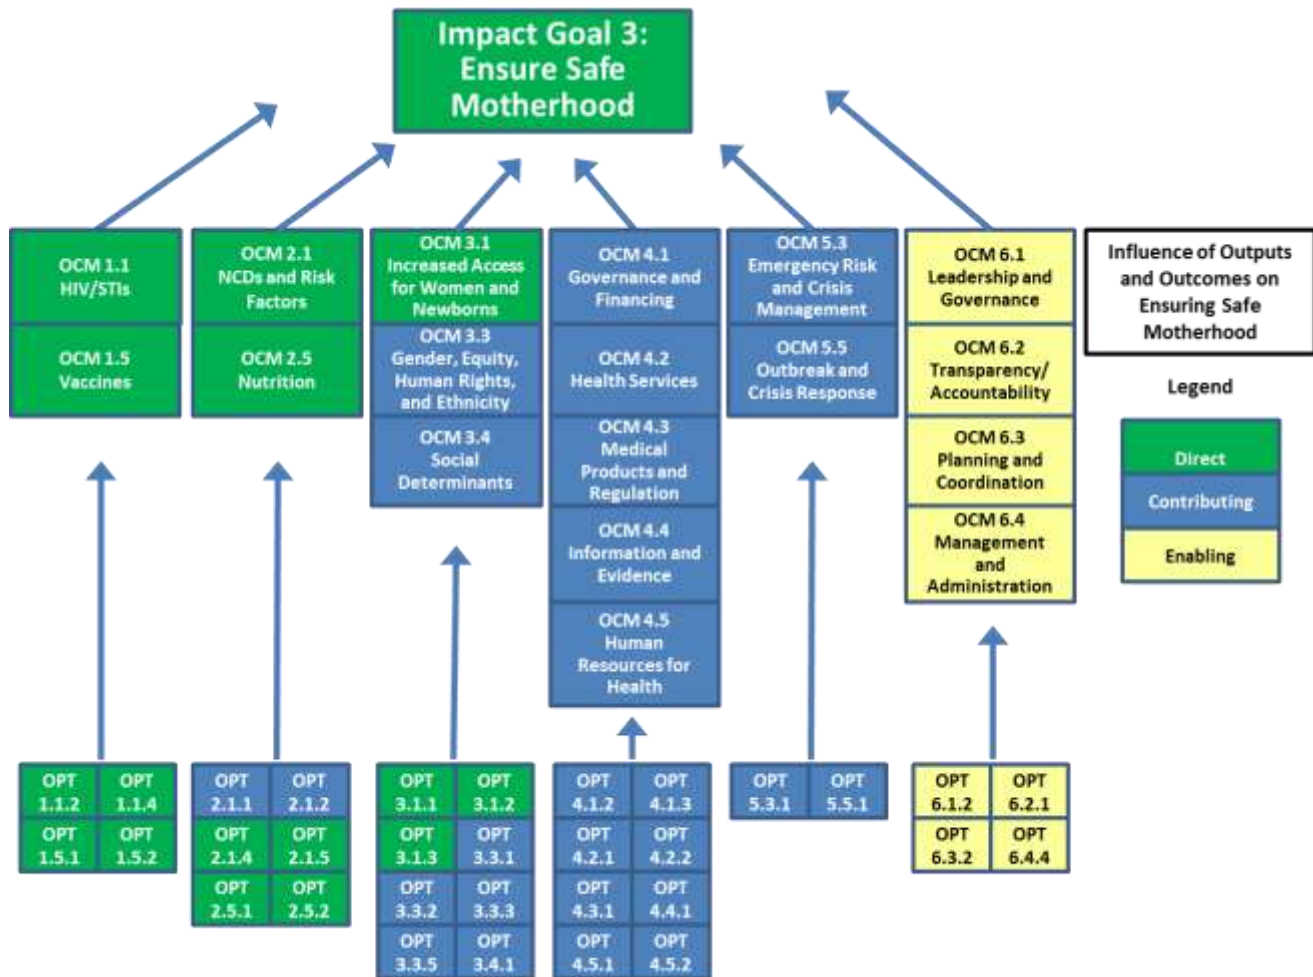 Impact Goal 3:
Ensure Safe
Motherhood
OCM 1.1
HIV/STIs
OCM 1.5
Vaccines
OCM 2.1
NCDs and Risk
Factors
OCM 2.5
Nutrition
OCM 3.1
Increased Access
for Women and
Newborns
OCM 3.3
Gender, Equity,
Human Rights,
and Ethnicity
OCM 3.4
Social
Determinants
OCM 4.1
Governance and
Financing
OCM 4.2
Health Services
OCM 4.3
Medical
Products and
Regulation
OCM 4.4
Information and
Evidence
OCM 4.5
Human
Resources for
Health
OCM 5.3
Emergency Risk
and Crisis
Management
OCM 5.5
Outbreak and
Crisis Response
OCM 6.1
Leadership and
Governance
OCM 6.2
Transparency/
Accountability
OCM 6.3
Planning and
Coordination
OCM 6.4
Management
and
Administration
Influence of Outputs
and Outcomes on
Ensuring Safe
Motherhood
Legend
Direct
Contributing
Enabling
OPT
1.1.2
OPT
1.1.4
OPT
1.5.1
OPT
1.5.2
OPT
2.1.1
OPT
2.1.2
OPT
2.1.4
OPT
2.1.5
OPT
2.5.1
OPT
2.5.2
OPT
3.1.1
OPT
3.1.2
OPT
3.1.3
OPT
3.3.1
OPT
3.3.2
OPT
3.3.3
OPT
3.3.5
OPT
3.4.1
OPT
4.1.2
OPT
4.1.3
OPT
4.2.1
OPT
4.2.2
OPT
4.3.1
OPT
4.4.1
OPT
4.5.1
OPT
4.5.2
OPT
5.3.1
OPT
5.5.1
OPT
6.1.2
OPT
6.2.1
OPT
6.3.2
OPT
6.4.4